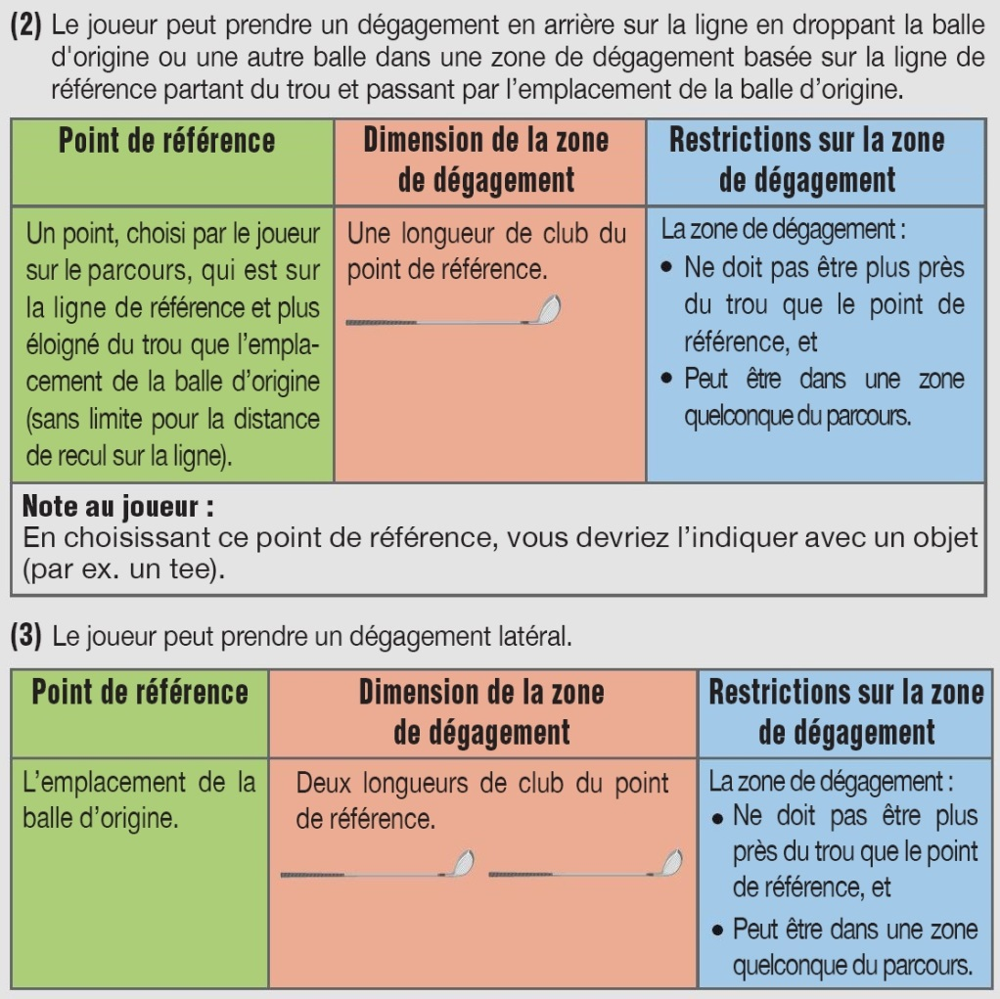 (2) Le joueur peut prendre un dégagement en arrière sur la ligne en droppant la balle
d'origine ou une autre balle dans une zone de dégagement basée sur la ligne de
référence partant du trou et passant par l’emplacement de la balle d’origine.
Point de référence
Dimension de la zone
de dégagement
Restrictions sur la zone
de dégagement
Un point, choisi par le joueur
sur le parcours, qui est sur
la ligne de référence et plus
éloigné du trou que l’empla-
cement de la balle d’origine
(sans limite pour la distance
de recul sur la ligne).
Une longueur de club du
point de référence.
La zone de dégagement :
• Ne doit pas être plus près
du trou que le point de
référence, et
• Peut être dans une zone
quelconque du parcours.
Note au joueur :
En choisissant ce point de référence, vous devriez l’indiquer avec un objet
(par ex. un tee).
(3) Le joueur peut prendre un dégagement latéral.
Point de référence
Dimension de la zone
de dégagement
Restrictions sur la zone
de dégagement
L’emplacement de la
balle d’origine.
Deux longueurs de club du point
de référence.
La zone de dégagement :
• Ne doit pas être plus
près du trou que le point
de référence, et
• Peut être dans une zone
quelconque du parcours.